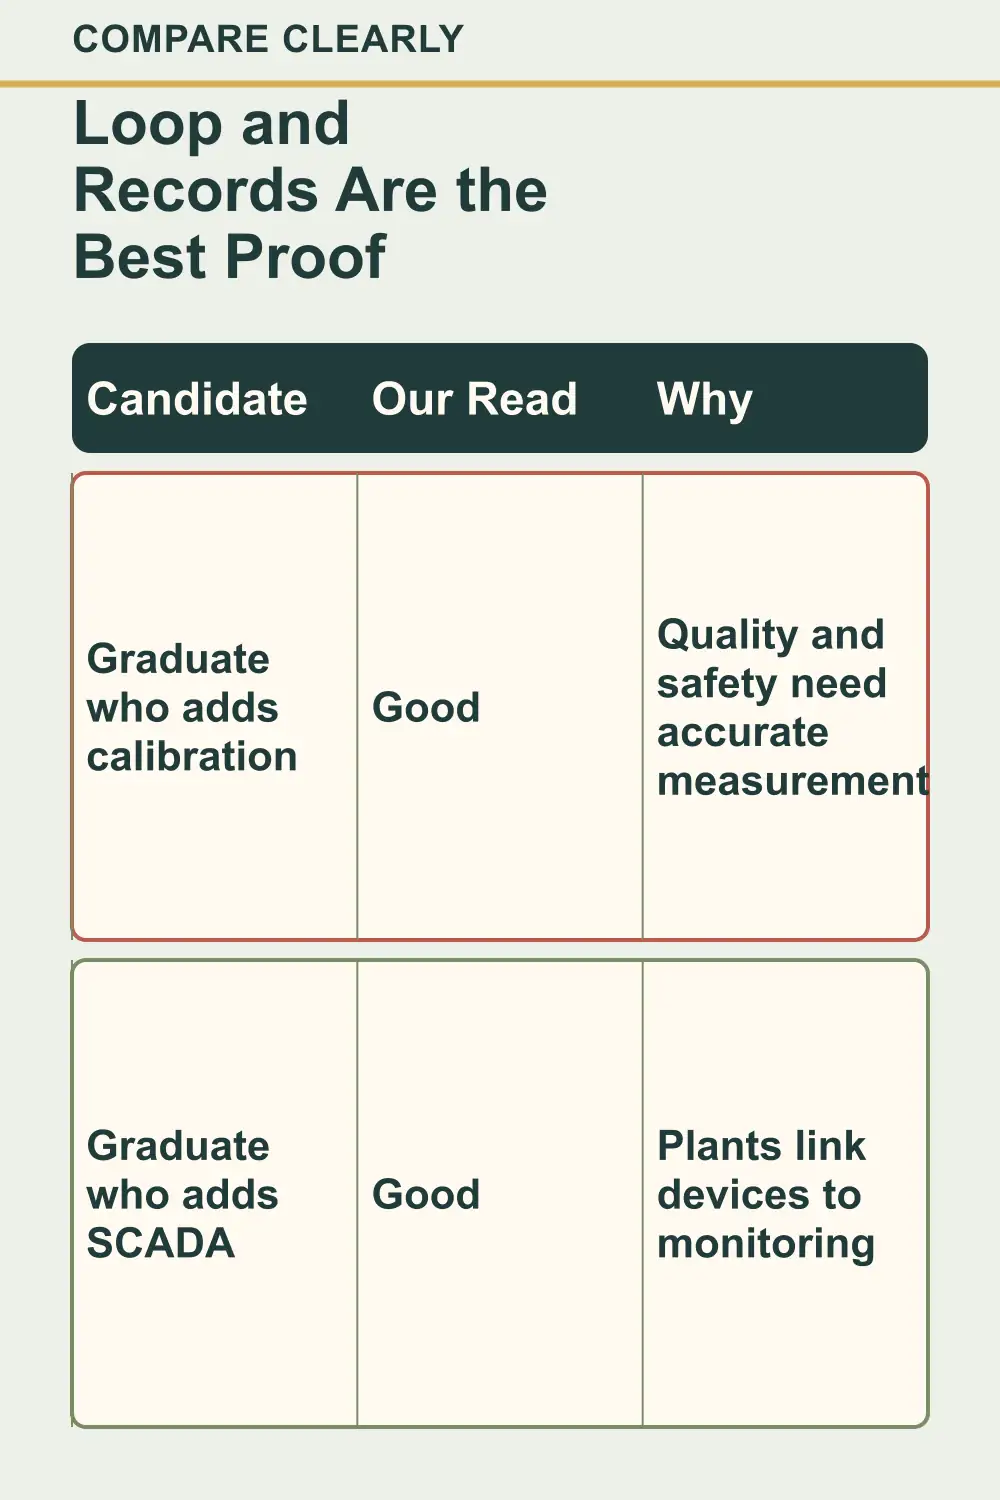 COMPARE CLEARLY
Loop and
Records Are the
Best Proof
Candidate Our Read Why
Graduate
who adds
calibration
Good
Quality and
safety need
accurate
measurement
Graduate
who adds
SCADA
Good
Plants link
devices to
monitoring